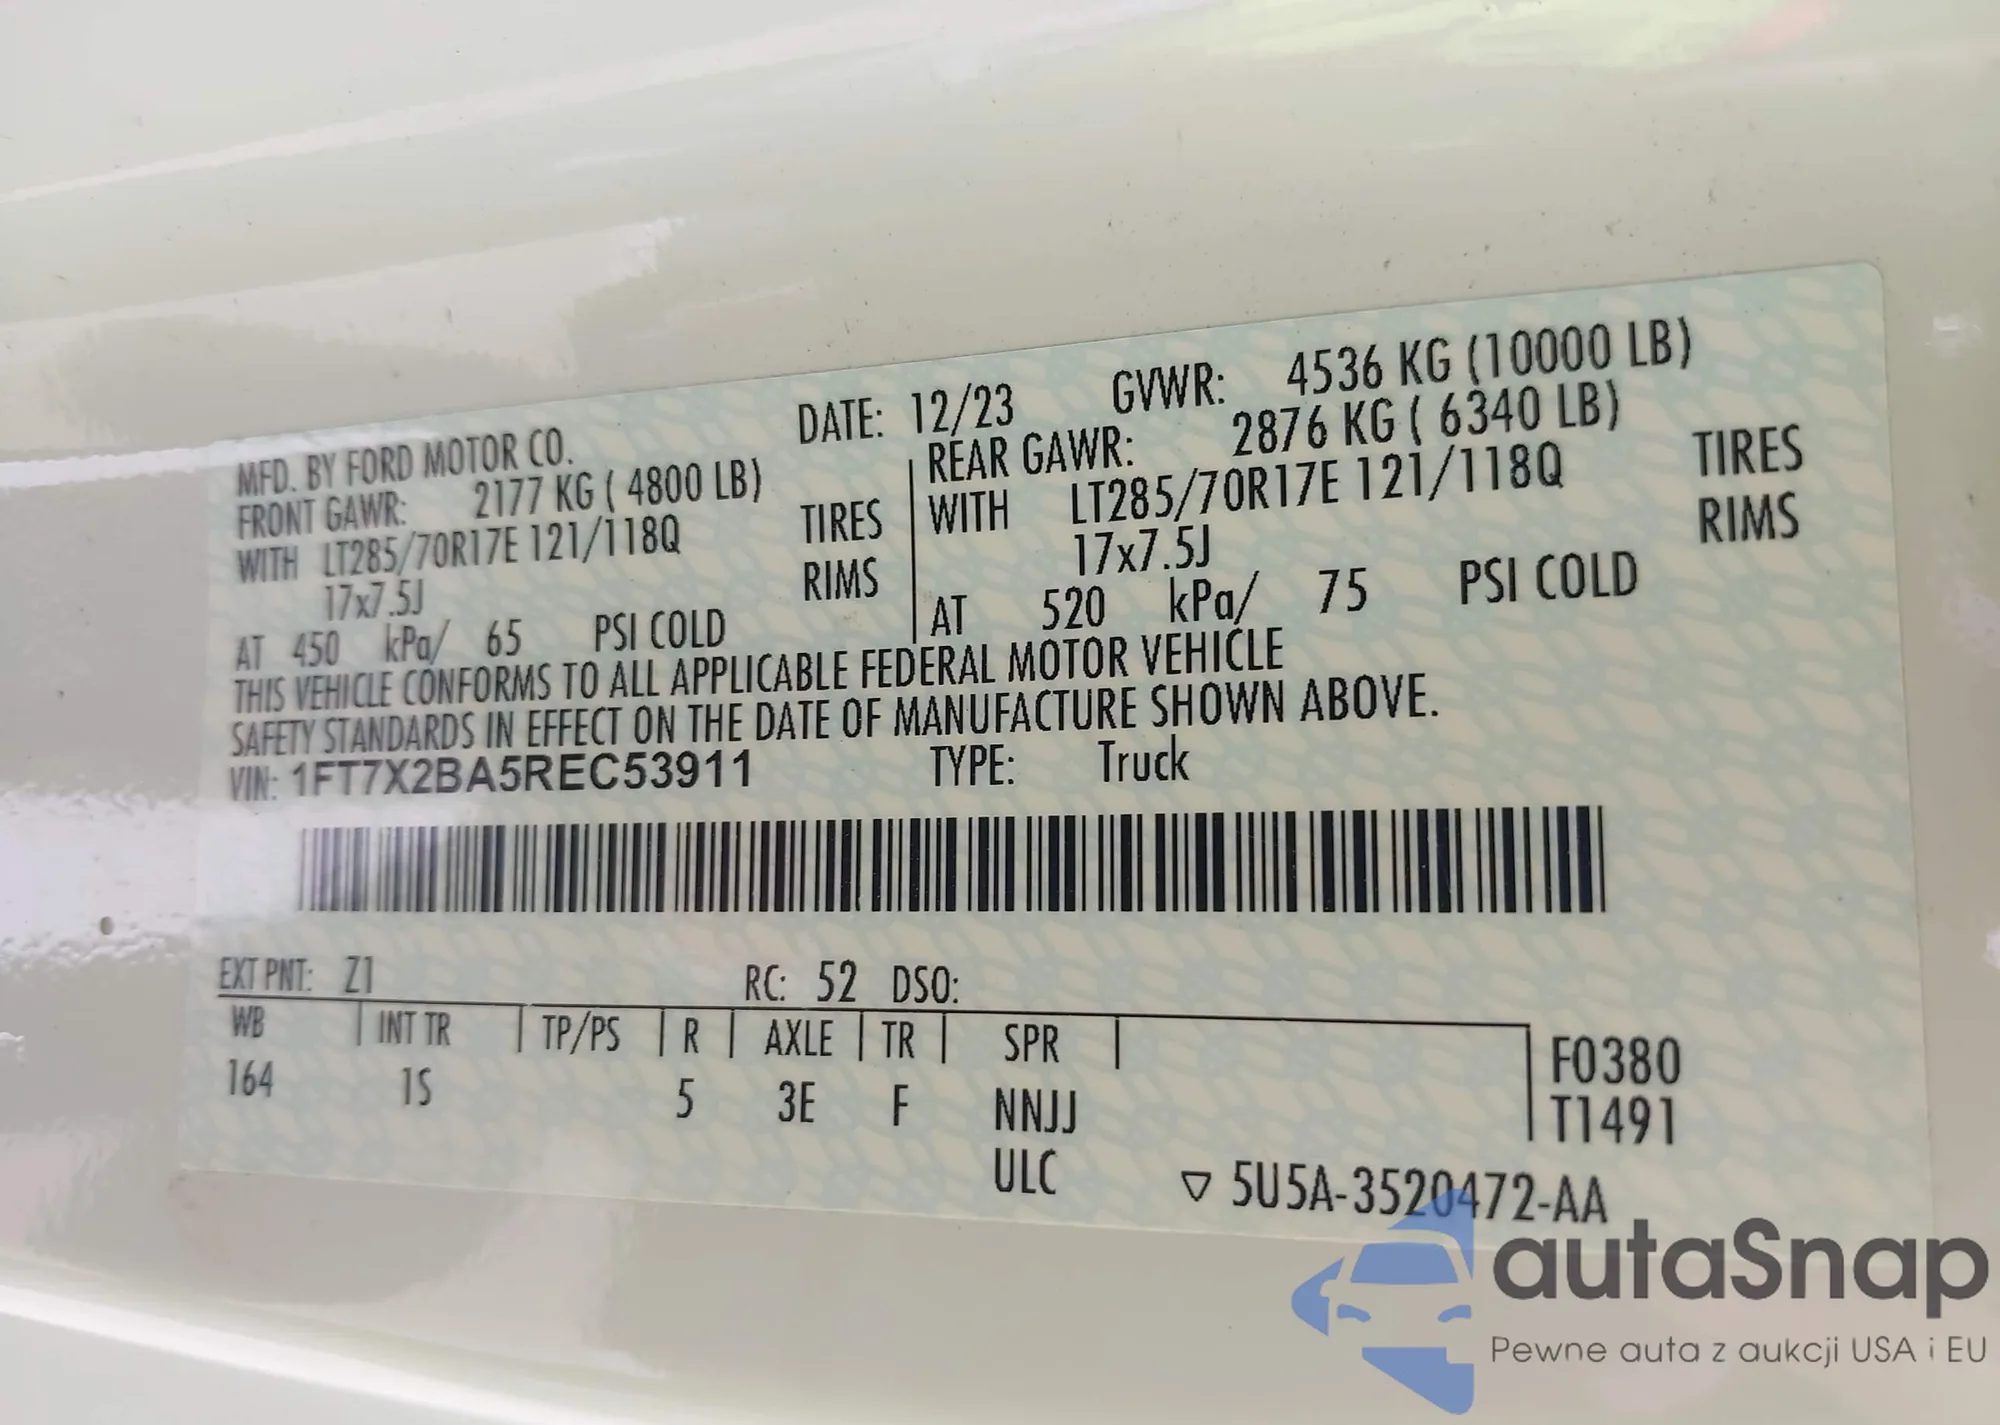 MFD. BY FORD MOTOR CO. DATE: 12/23 GVWR: 4536 KG (10000 LB)
FRONT GAWR: 2177 KG ( 4800 LB) REAR GAWR: 2876 KG ( 6340 LB)
WITH LT285/70R17E 121/118Q TIRES WITH LT285/70R17E 121/118Q TIRES
17x7.5J RIMS 17x7.5J RIMS
AT 450 kPa/ 65 PSI COLD AT 520 kPa/ 75 PSI COLD
THIS VEHICLE CONFORMS TO ALL APPLICABLE FEDERAL MOTOR VEHICLE
SAFETY STANDARDS IN EFFECT ON THE DATE OF MANUFACTURE SHOWN ABOVE.
VIN: 1FT7X2BA5REC53911 TYPE: Truck
EXT PNT: Z1 RC: 52 DSO:
WB | INT TR | TP/PS | R | AXLE | TR | SPR | F0380
164 1S 5 3E F NNJJ T1491
ULC ▽ 5U5A-3520472-AA
autaSnap
Pewne auta z aukcji USA i EU